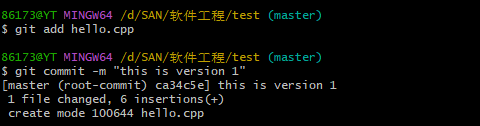 86173@YT MINGW64 /d/SAN/软件工程/test (master)
$ git add hello.cpp
86173@YT MINGW64 /d/SAN/软件工程/test (master)
$ git commit -m "this is version 1"
[master (root-commit) ca34c5e] this is version 1
 1 file changed, 6 insertions(+)
 create mode 100644 hello.cpp